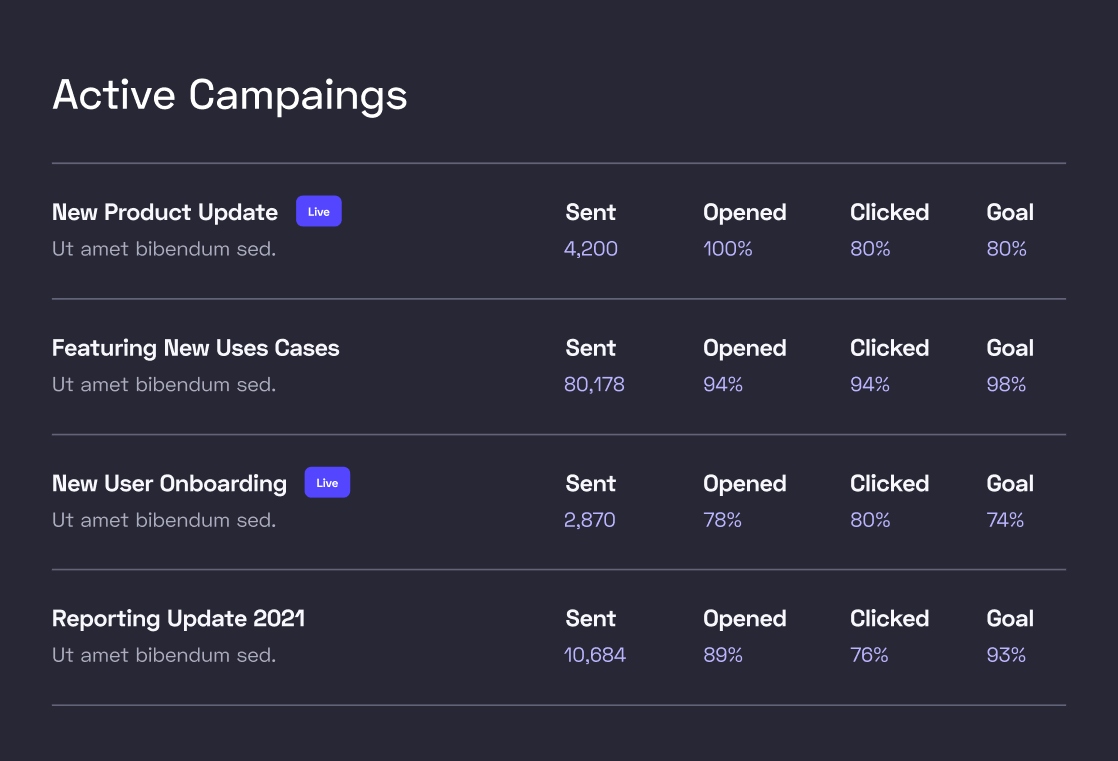 Active Campaings
New Product Update Live Sent Opened Clicked Goal
Ut amet bibendum sed. 4,200 100% 80% 80%
Featuring New Uses Cases Sent Opened Clicked Goal
Ut amet bibendum sed. 80,178 94% 94% 98%
New User Onboarding Live Sent Opened Clicked Goal
Ut amet bibendum sed. 2,870 78% 80% 74%
Reporting Update 2021 Sent Opened Clicked Goal
Ut amet bibendum sed. 10,684 89% 76% 93%